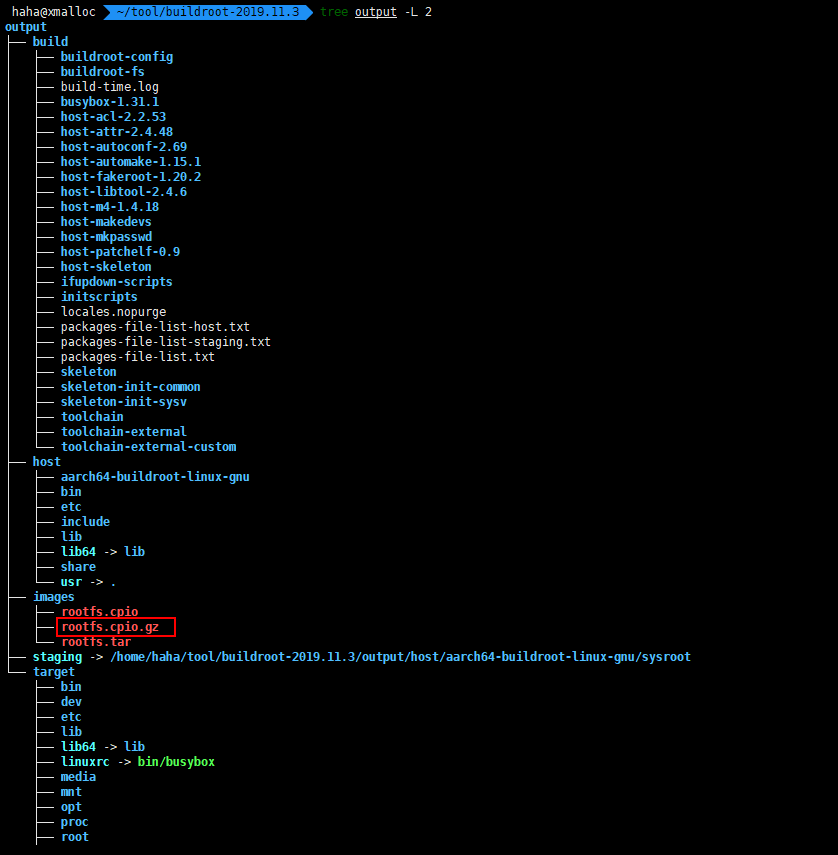 haha@xmalloc ~/tool/buildroot-2019.11.3 tree output -L 2
output
├── build
│   ├── buildroot-config
│   ├── buildroot-fs
│   ├── build-time.log
│   ├── busybox-1.31.1
│   ├── host-acl-2.2.53
│   ├── host-attr-2.4.48
│   ├── host-autoconf-2.69
│   ├── host-automake-1.15.1
│   ├── host-fakeroot-1.20.2
│   ├── host-libtool-2.4.6
│   ├── host-m4-1.4.18
│   ├── host-makedevs
│   ├── host-mkpasswd
│   ├── host-patchelf-0.9
│   ├── host-skeleton
│   ├── ifupdown-scripts
│   ├── initscripts
│   ├── locales.nopurge
│   ├── packages-file-list-host.txt
│   ├── packages-file-list-staging.txt
│   ├── packages-file-list.txt
│   ├── skeleton
│   ├── skeleton-init-common
│   ├── skeleton-init-sysv
│   ├── toolchain
│   ├── toolchain-external
│   └── toolchain-external-custom
├── host
│   ├── aarch64-buildroot-linux-gnu
│   ├── bin
│   ├── etc
│   ├── include
│   ├── lib
│   ├── lib64 -> lib
│   ├── share
│   └── usr -> .
├── images
│   ├── rootfs.cpio
│   ├── rootfs.cpio.gz
│   └── rootfs.tar
├── staging -> /home/haha/tool/buildroot-2019.11.3/output/host/aarch64-buildroot-linux-gnu/sysroot
└── target
    ├── bin
    ├── dev
    ├── etc
    ├── lib
    ├── lib64 -> lib
    ├── linuxrc -> bin/busybox
    ├── media
    ├── mnt
    ├── opt
    ├── proc
    ├── root